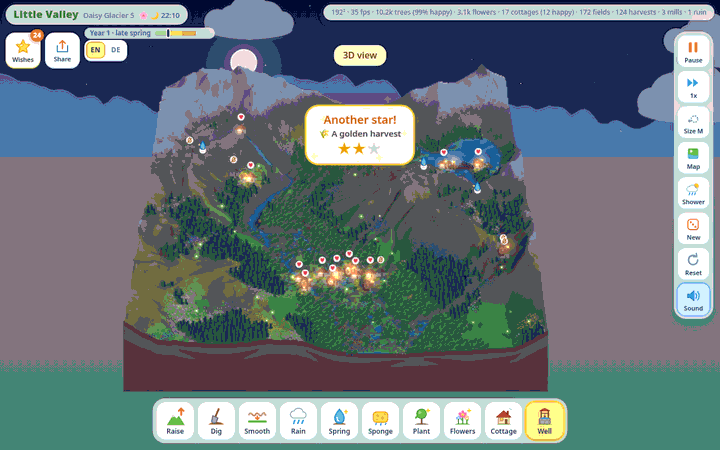 Little Valley Daisy Glacier 5 22:10
192² · 35 fps · 10.2k trees (99% happy) · 3.1k flowers · 17 cottages (12 happy) · 172 fields · 124 harvests · 3 mills · 1 ruin
Year 1 · late spring
24
Wishes
Share
EN
DE
3D view
Another star!
A golden harvest
Pause
1x
Size M
Map
Shower
New
Reset
Sound
Raise
Dig
Smooth
Rain
Spring
Sponge
Plant
Flowers
Cottage
Well